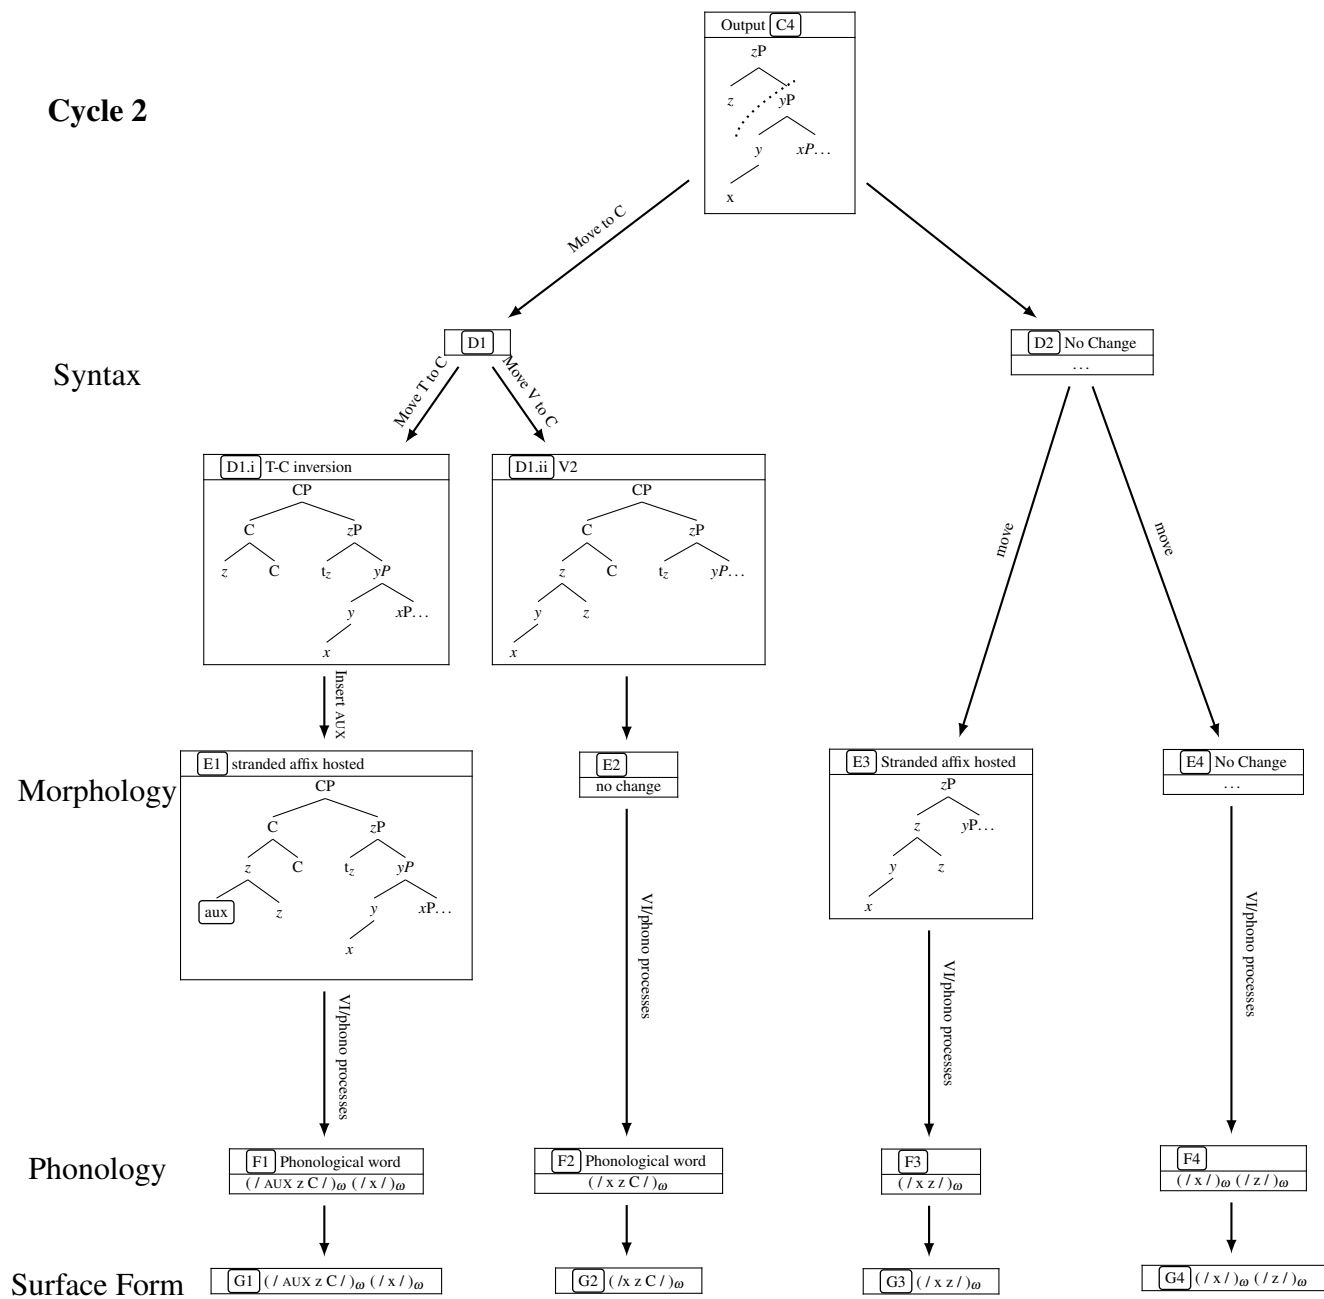 Output C4
zP
Cycle 2
z yP
y xP...
x
Move to C
D1
D2 No Change
...
Syntax
Move T to C
Move V to C
D1.i T-C inversion
CP
C zP
z C t_z yP
y xP...
x
D1.ii V2
CP
C zP
z C t_z yP...
y z
x
move
move
Insert AUX
Morphology
E1 stranded affix hosted
CP
C zP
z C t_z yP
aux z y xP...
x
E2
no change
E3 Stranded affix hosted
zP
z yP...
y z
x
E4 No Change
...
VI/phono processes
VI/phono processes
VI/phono processes
VI/phono processes
Phonology
F1 Phonological word
( / AUX z C / )ω ( / x / )ω
F2 Phonological word
( / x z C / )ω
F3
( / x z / )ω
F4
( / x / )ω ( / z / )ω
Surface Form
G1 ( / AUX z C / )ω ( / x / )ω
G2 ( /x z C / )ω
G3 ( / x z / )ω
G4 ( / x / )ω ( / z / )ω